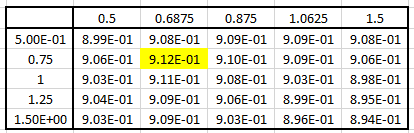 0.5 0.6875 0.875 1.0625 1.5
5.00E-01 8.99E-01 9.08E-01 9.09E-01 9.09E-01 9.08E-01
0.75 9.06E-01 9.12E-01 9.10E-01 9.09E-01 9.06E-01
1 9.03E-01 9.11E-01 9.08E-01 9.03E-01 8.98E-01
1.25 9.04E-01 9.09E-01 9.06E-01 8.99E-01 8.95E-01
1.50E+00 9.03E-01 9.09E-01 9.03E-01 8.96E-01 8.94E-01